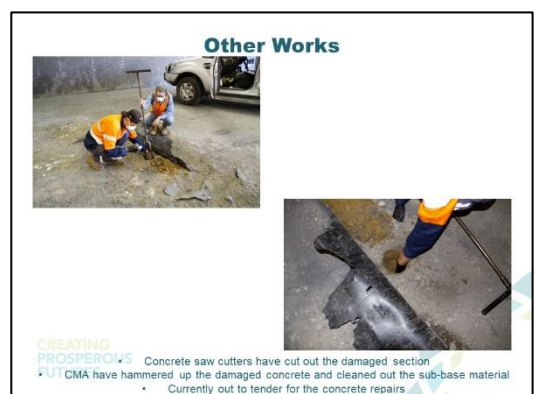 Other Works
CREATING
PROSPEROUS
FUTURES
• Concrete saw cutters have cut out the damaged section
• CMA have hammered up the damaged concrete and cleaned out the sub-base material
• Currently out to tender for the concrete repairs